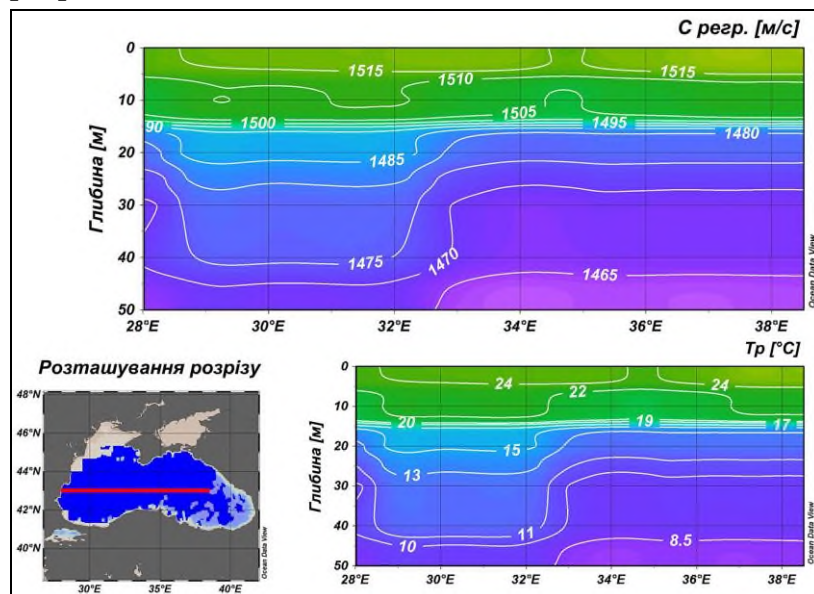 С регр. [м/с]
0
10
20
30
40
50
Глибина [м]
1515
1510
1515
1505
90
1500
1495
1480
1485
1475
1470
1465
28°E
30°E
32°E
34°E
36°E
38°E
Ocean Data View
Розташування розрізу
48°N
46°N
44°N
42°N
40°N
30°E
35°E
40°E
Ocean Data View
Tp [°C]
0
10
20
30
40
50
Глибина [м]
24
22
24
20
19
17
15
13
11
10
8.5
28°E
30°E
32°E
34°E
36°E
38°E
Ocean Data View